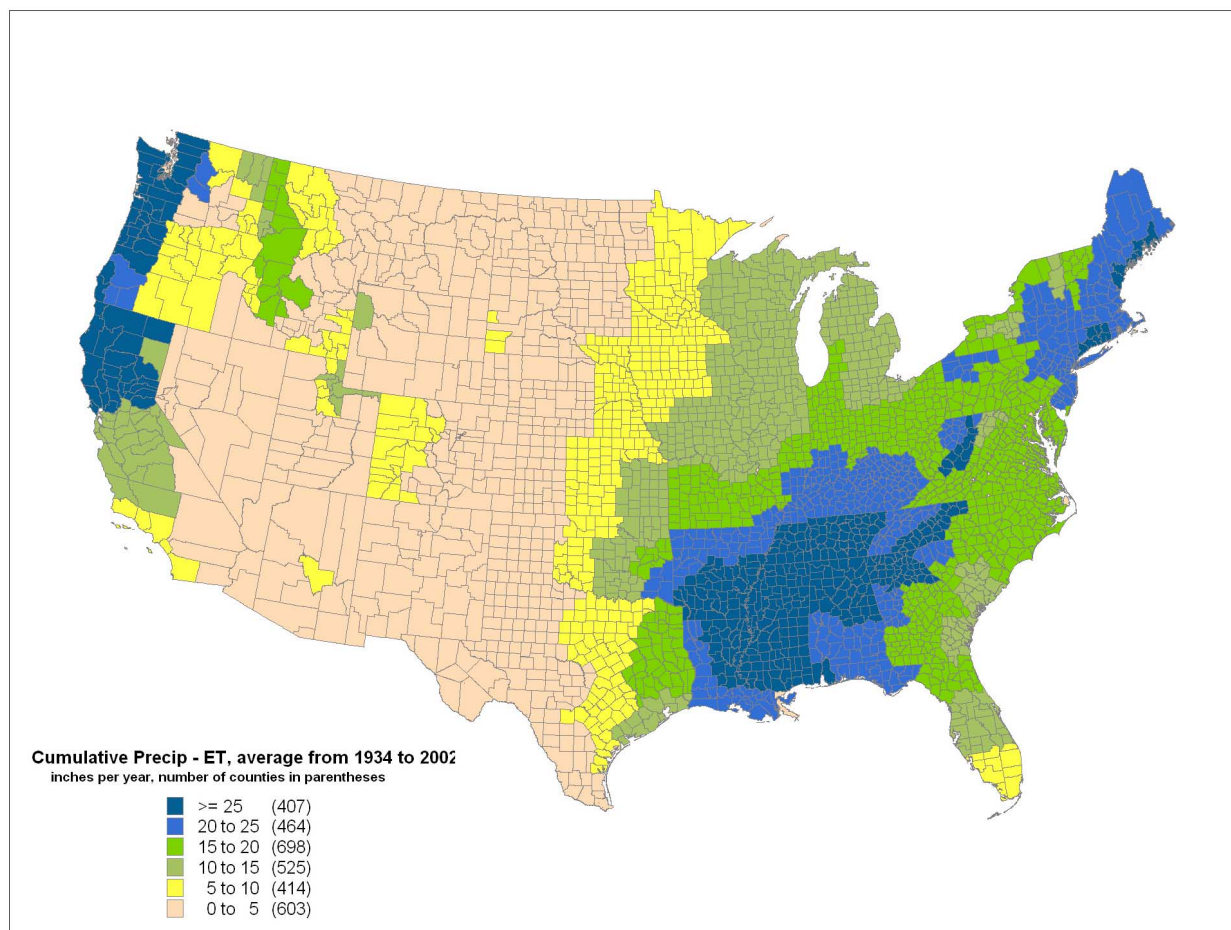 Cumulative Precip - ET, average from 1934 to 2002
inches per year, number of counties in parentheses
>= 25 (407)
20 to 25 (464)
15 to 20 (698)
10 to 15 (525)
5 to 10 (414)
0 to 5 (603)